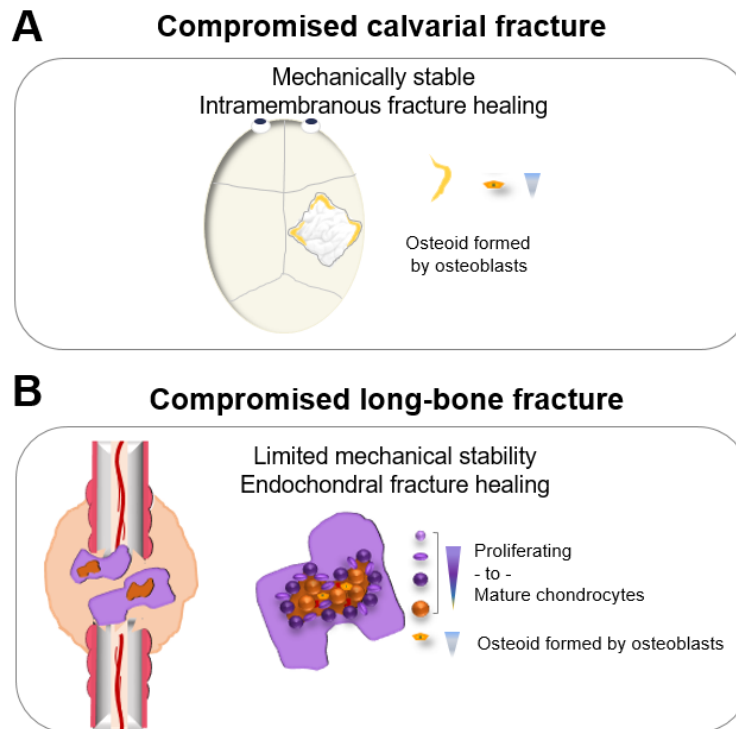 A
Compromised calvarial fracture
Mechanically stable
Intramembranous fracture healing
Osteoid formed
by osteoblasts
B
Compromised long-bone fracture
Limited mechanical stability
Endochondral fracture healing
Proliferating
- to -
Mature chondrocytes
Osteoid formed by osteoblasts